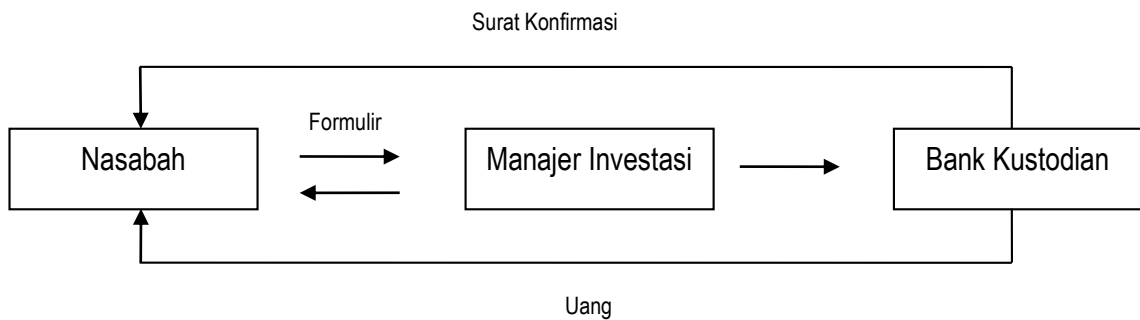 Surat Konfirmasi
Formulir
Nasabah
Manajer Investasi
Bank Kustodian
Uang